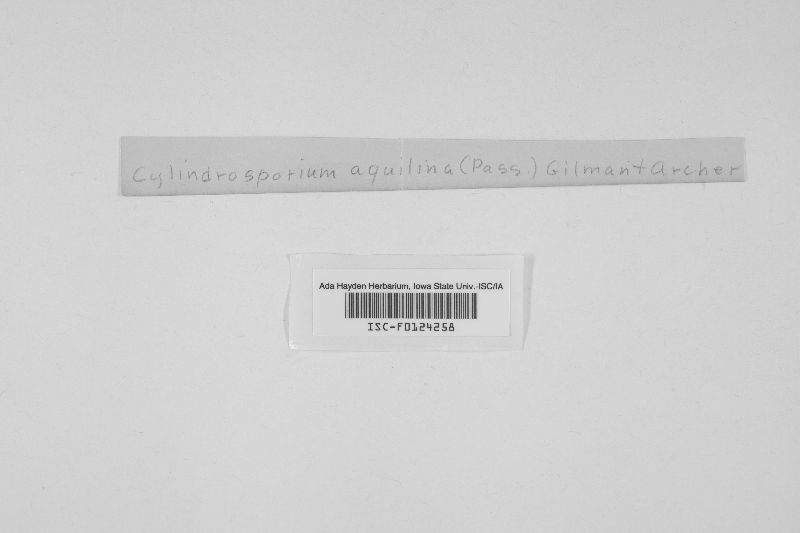 Cylindrosporium aquilina (Pass.) Gilman + Archer
Ada Hayden Herbarium, Iowa State Univ.-ISC/IA
ISC-F0124258